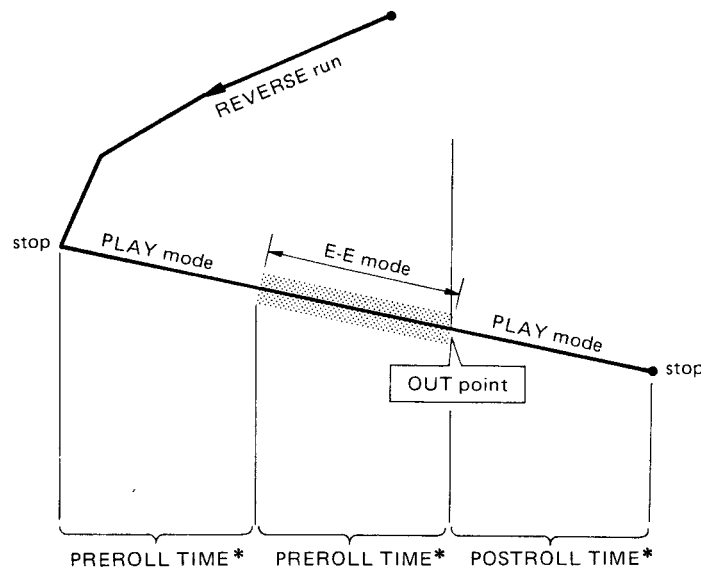 REVERSE run
stop
PLAY mode
E-E mode
PLAY mode
stop
OUT point
PREROLL TIME* PREROLL TIME* POSTROLL TIME*